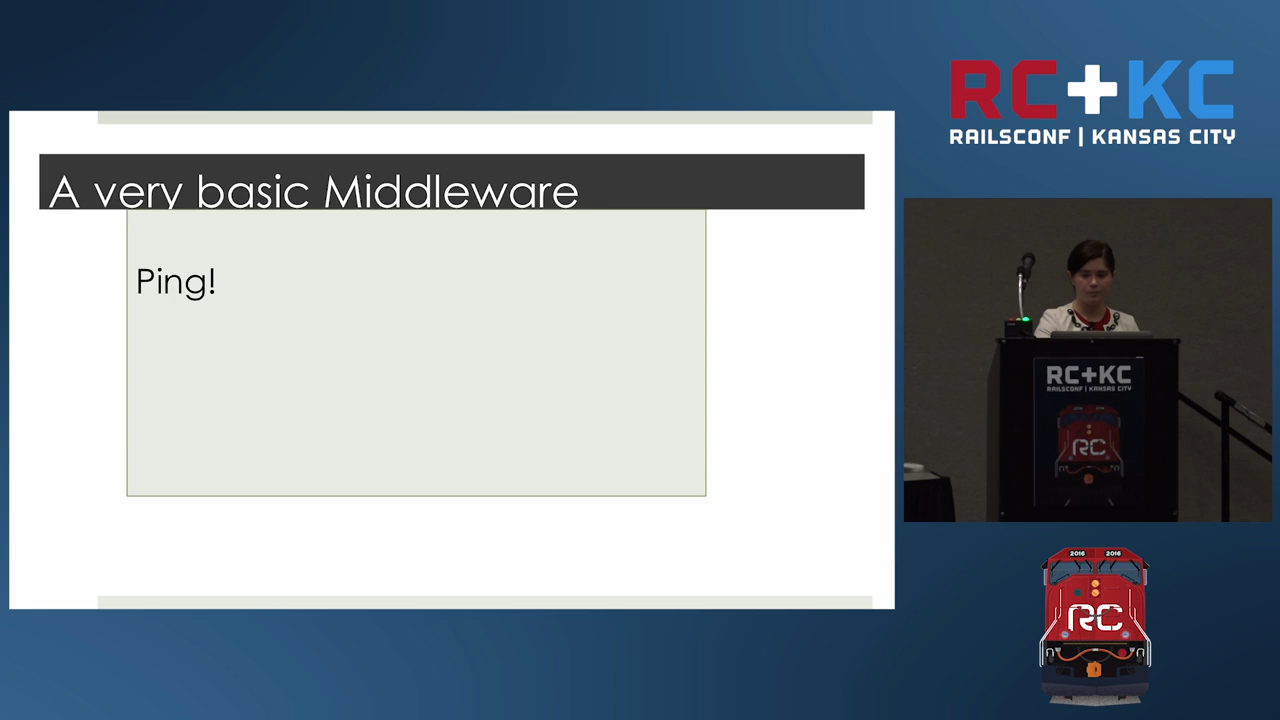 A very basic Middleware
Ping!
RC+KC
RAILSCONF | KANSAS CITY
RC+KC
RAILSCONF | KANSAS CITY
RC
2016 2016
RC